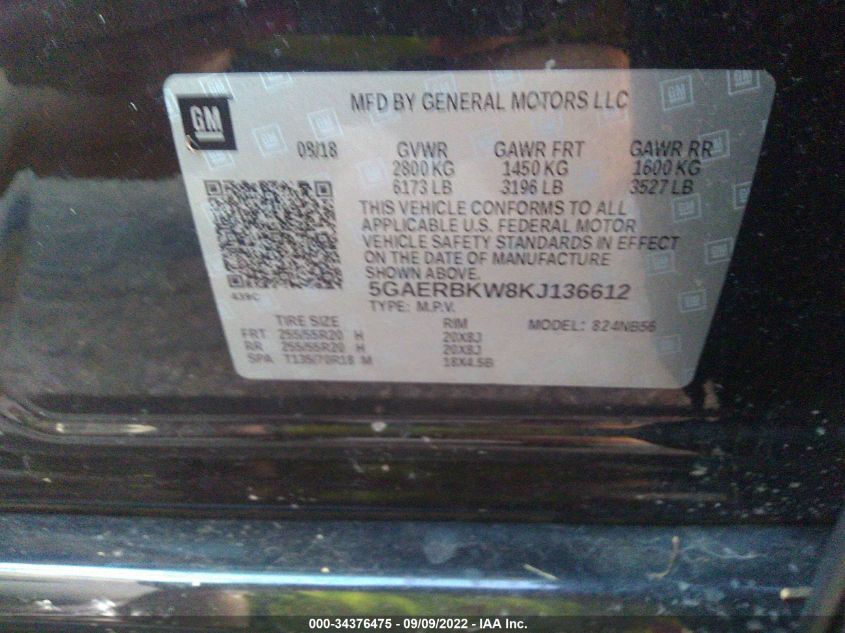 GM
MFD BY GENERAL MOTORS LLC
08/18 GVWR GAWR FRT GAWR RR
2800 KG 1450 KG 1600 KG
6173 LB 3196 LB 3527 LB
THIS VEHICLE CONFORMS TO ALL
APPLICABLE U.S. FEDERAL MOTOR
VEHICLE SAFETY STANDARDS IN EFFECT
ON THE DATE OF MANUFACTURE
SHOWN ABOVE.
439C
5GAERBKW8KJ136612
TYPE: M.P.V.
TIRE SIZE RIM MODEL: 824NB56
FRT 255/55R20 H 20X8J
RR 255/55R20 H 20X8J
SPA T135/70R18 M 18X4.5B
000-34376475 - 09/09/2022 - IAA Inc.